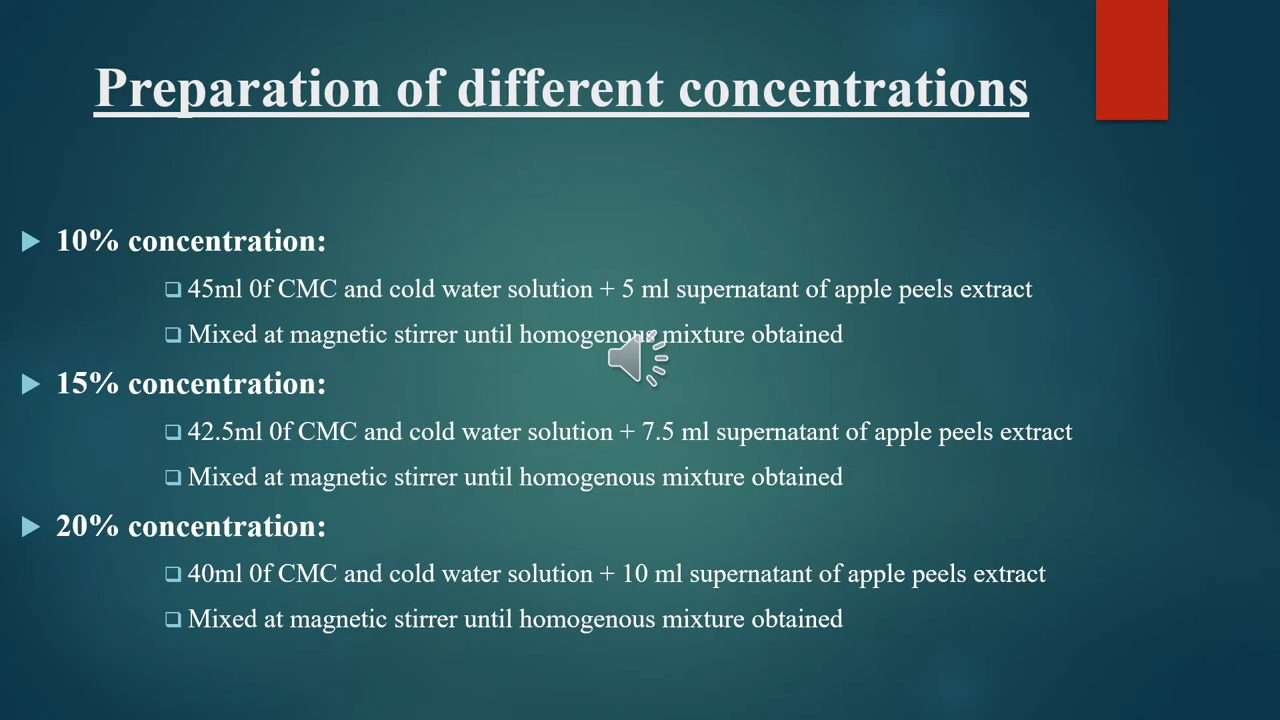 Preparation of different concentrations
10% concentration:
45ml 0f CMC and cold water solution + 5 ml supernatant of apple peels extract
Mixed at magnetic stirrer until homogenous mixture obtained
15% concentration:
42.5ml 0f CMC and cold water solution + 7.5 ml supernatant of apple peels extract
Mixed at magnetic stirrer until homogenous mixture obtained
20% concentration:
40ml 0f CMC and cold water solution + 10 ml supernatant of apple peels extract
Mixed at magnetic stirrer until homogenous mixture obtained